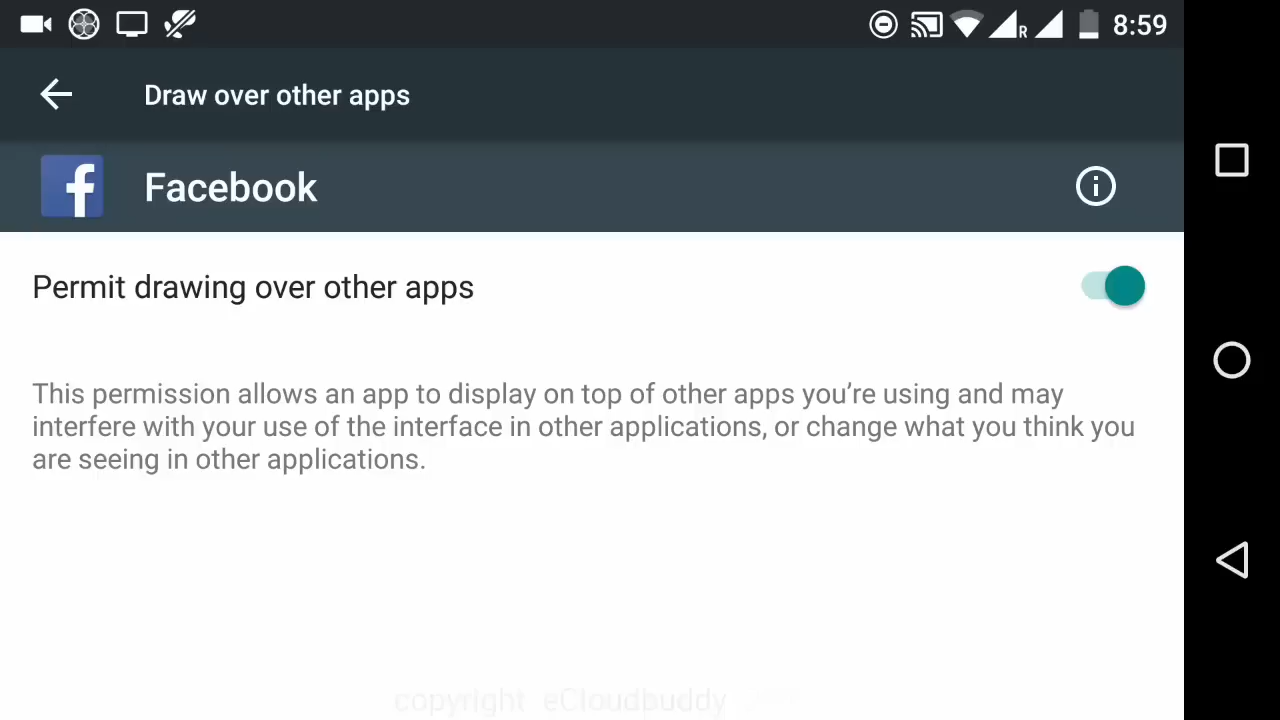 R 8:59
Draw over other apps
f Facebook
Permit drawing over other apps
This permission allows an app to display on top of other apps you’re using and may
interfere with your use of the interface in other applications, or change what you think you
are seeing in other applications.
copyright eCloudbuddy